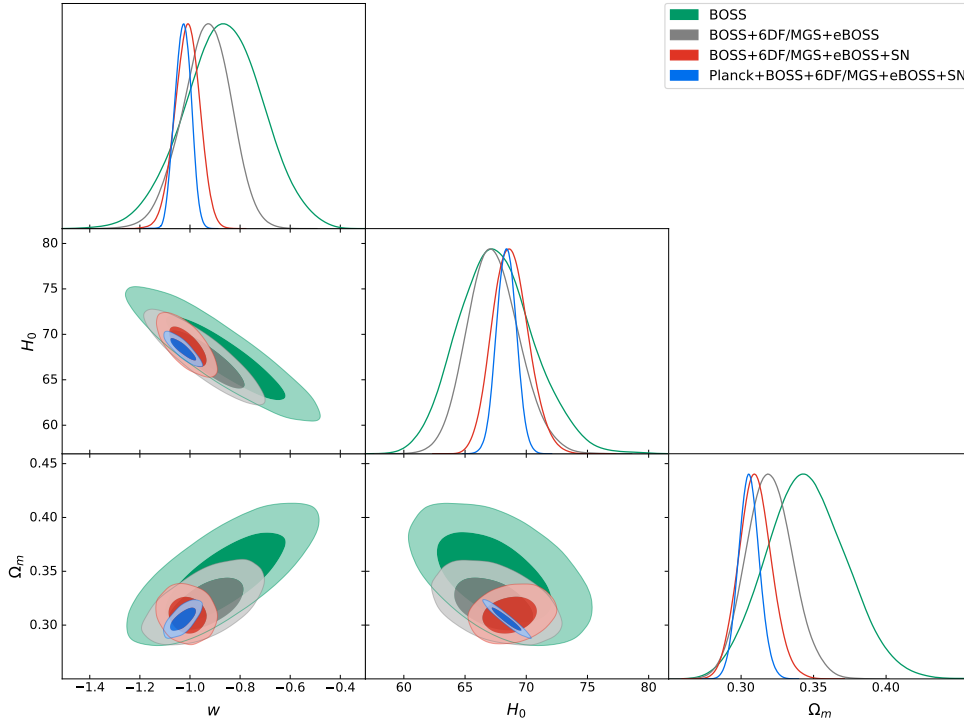 BOSS
BOSS+6DF/MGS+eBOSS
BOSS+6DF/MGS+eBOSS+SN
Planck+BOSS+6DF/MGS+eBOSS+SN
80
75
70
65
60
H₀
0.45
0.40
0.35
0.30
Ωₘ
−1.4 −1.2 −1.0 −0.8 −0.6 −0.4
w
60 65 70 75 80
H₀
0.30 0.35 0.40
Ωₘ